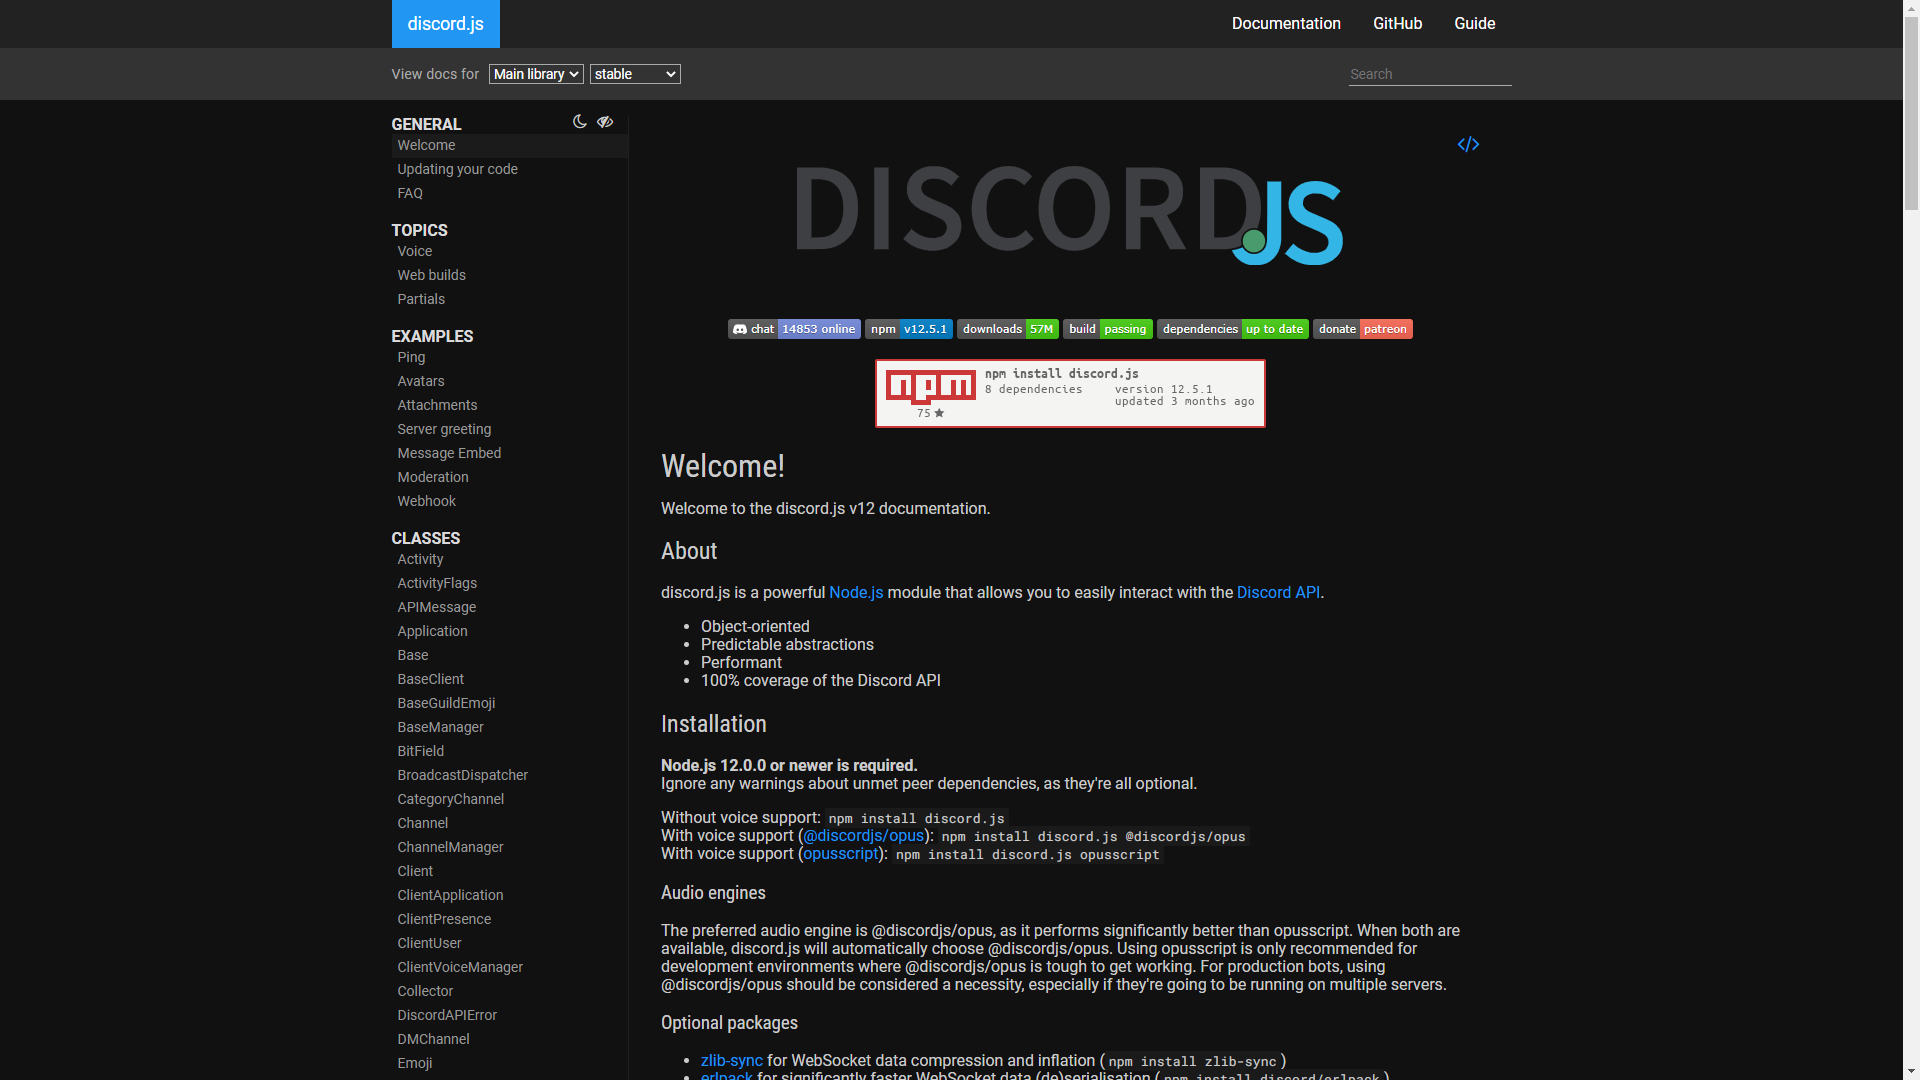 discord.js
Documentation
GitHub
Guide
View docs for
Main library
stable
Search
GENERAL
Welcome
Updating your code
FAQ
TOPICS
Voice
Web builds
Partials
EXAMPLES
Ping
Avatars
Attachments
Server greeting
Message Embed
Moderation
Webhook
CLASSES
Activity
ActivityFlags
APIMessage
Application
Base
BaseClient
BaseGuildEmoji
BaseManager
BitField
BroadcastDispatcher
CategoryChannel
Channel
ChannelManager
Client
ClientApplication
ClientPresence
ClientUser
ClientVoiceManager
Collector
DiscordAPIError
DMChannel
Emoji
DISCORD.JS
chat 14853 online
npm v12.5.1
downloads 57M
build passing
dependencies up to date
donate patreon
npm
npm install discord.js
8 dependencies
version 12.5.1
updated 3 months ago
75 ★
Welcome!
Welcome to the discord.js v12 documentation.
About
discord.js is a powerful Node.js module that allows you to easily interact with the Discord API.
• Object-oriented
• Predictable abstractions
• Performant
• 100% coverage of the Discord API
Installation
Node.js 12.0.0 or newer is required.
Ignore any warnings about unmet peer dependencies, as they're all optional.
Without voice support: npm install discord.js
With voice support (@discordjs/opus): npm install discord.js @discordjs/opus
With voice support (opusscript): npm install discord.js opusscript
Audio engines
The preferred audio engine is @discordjs/opus, as it performs significantly better than opusscript. When both are
available, discord.js will automatically choose @discordjs/opus. Using opusscript is only recommended for
development environments where @discordjs/opus is tough to get working. For production bots, using
@discordjs/opus should be considered a necessity, especially if they're going to be running on multiple servers.
Optional packages
• zlib-sync for WebSocket data compression and inflation (npm install zlib-sync)
• erlpack for significantly faster WebSocket data (de)serialisation (npm install discord/erlpack)